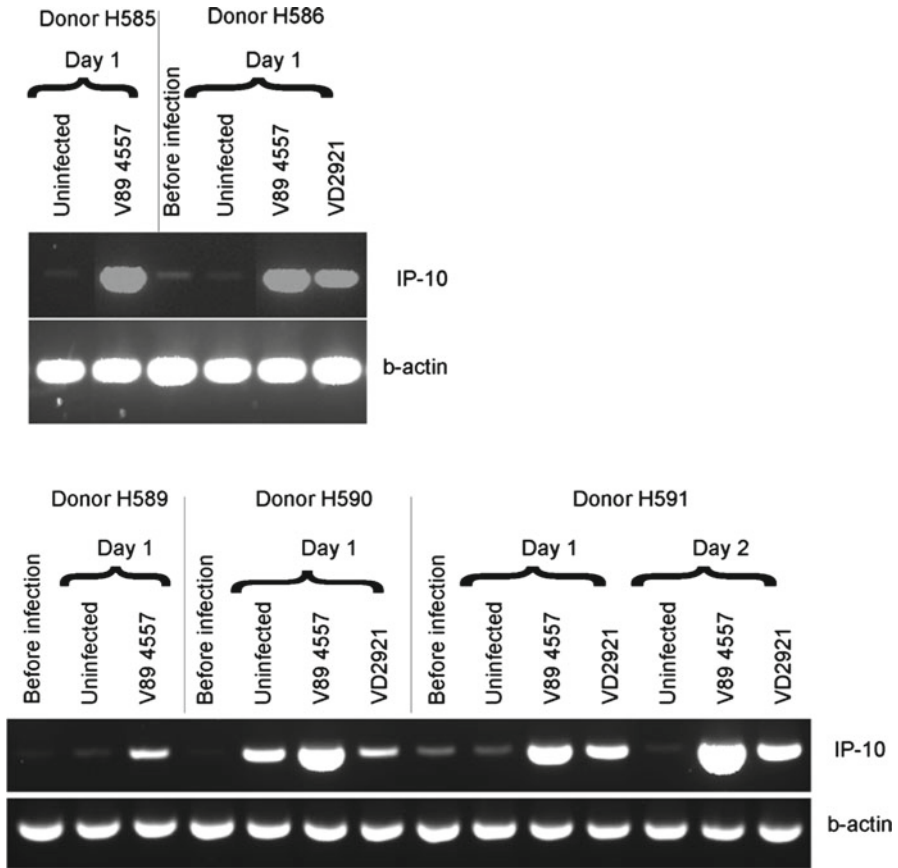 Donor H585 Donor H586
Day 1 Day 1
Uninfected V89 4557 Before infection Uninfected V89 4557 VD2921
IP-10
b-actin
Donor H589 Donor H590 Donor H591
Day 1 Day 1 Day 1 Day 2
Before infection Uninfected V89 4557 Before infection Uninfected V89 4557 VD2921 Before infection Uninfected V89 4557 VD2921 Uninfected V89 4557 VD2921
IP-10
b-actin